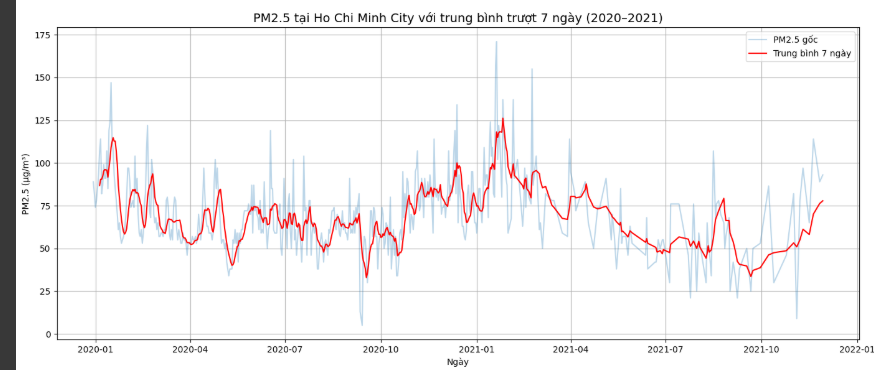 PM2.5 tại Ho Chi Minh City với trung bình trượt 7 ngày (2020–2021)
PM2.5 gốc
Trung bình 7 ngày
PM2.5 (µg/m³)
175
150
125
100
75
50
25
0
2020-01 2020-04 2020-07 2020-10 2021-01 2021-04 2021-07 2021-10 2022-01
Ngày